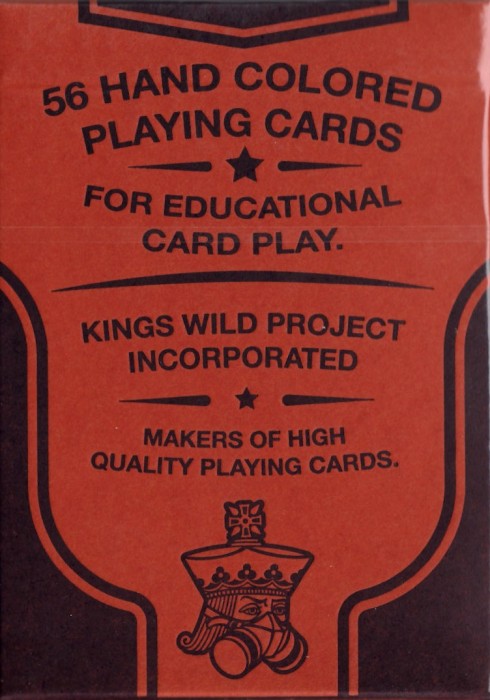 56 HAND COLORED
PLAYING CARDS
FOR EDUCATIONAL
CARD PLAY.
KINGS WILD PROJECT
INCORPORATED
MAKERS OF HIGH
QUALITY PLAYING CARDS.